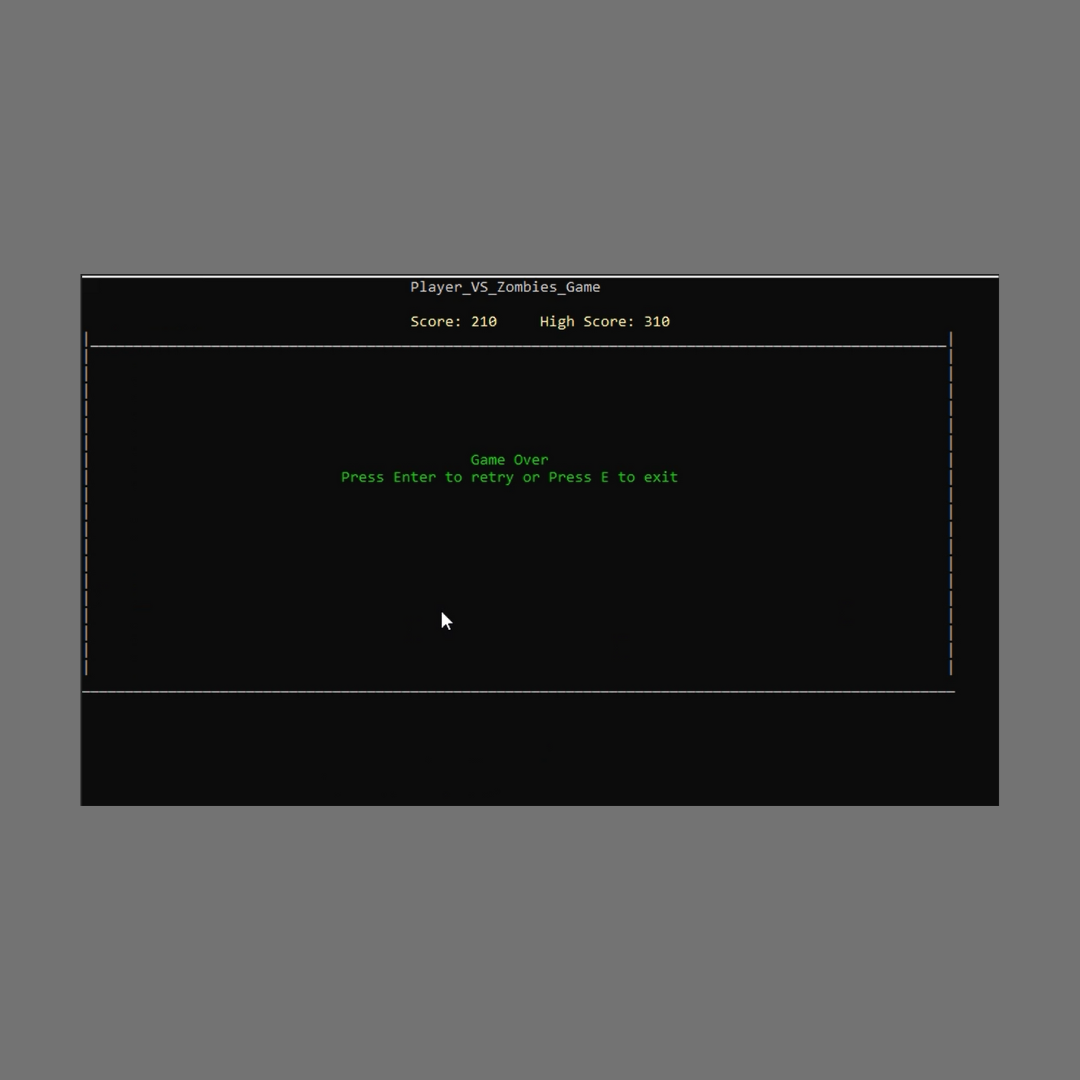 Player_VS_Zombies_Game
Score: 210 High Score: 310
Game Over
Press Enter to retry or Press E to exit